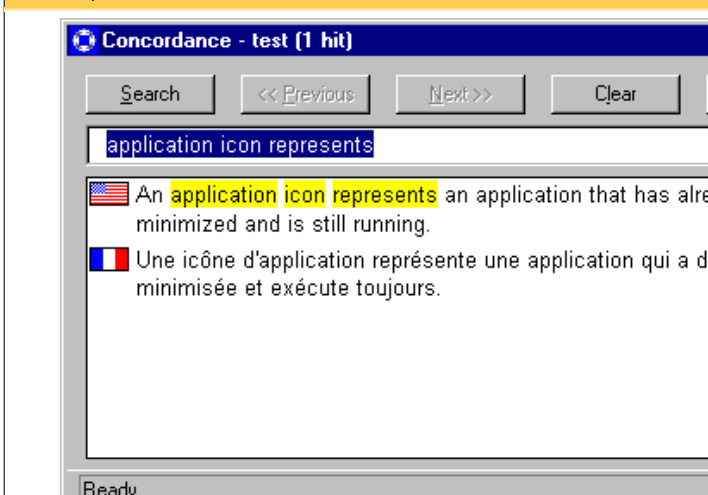 Concordance - test (1 hit)
Search << Previous Next >> Clear
application icon represents
An application icon represents an application that has
minimized and is still running.
Une icône d'application représente une application qui a
minimisée et exécute toujours.
Ready